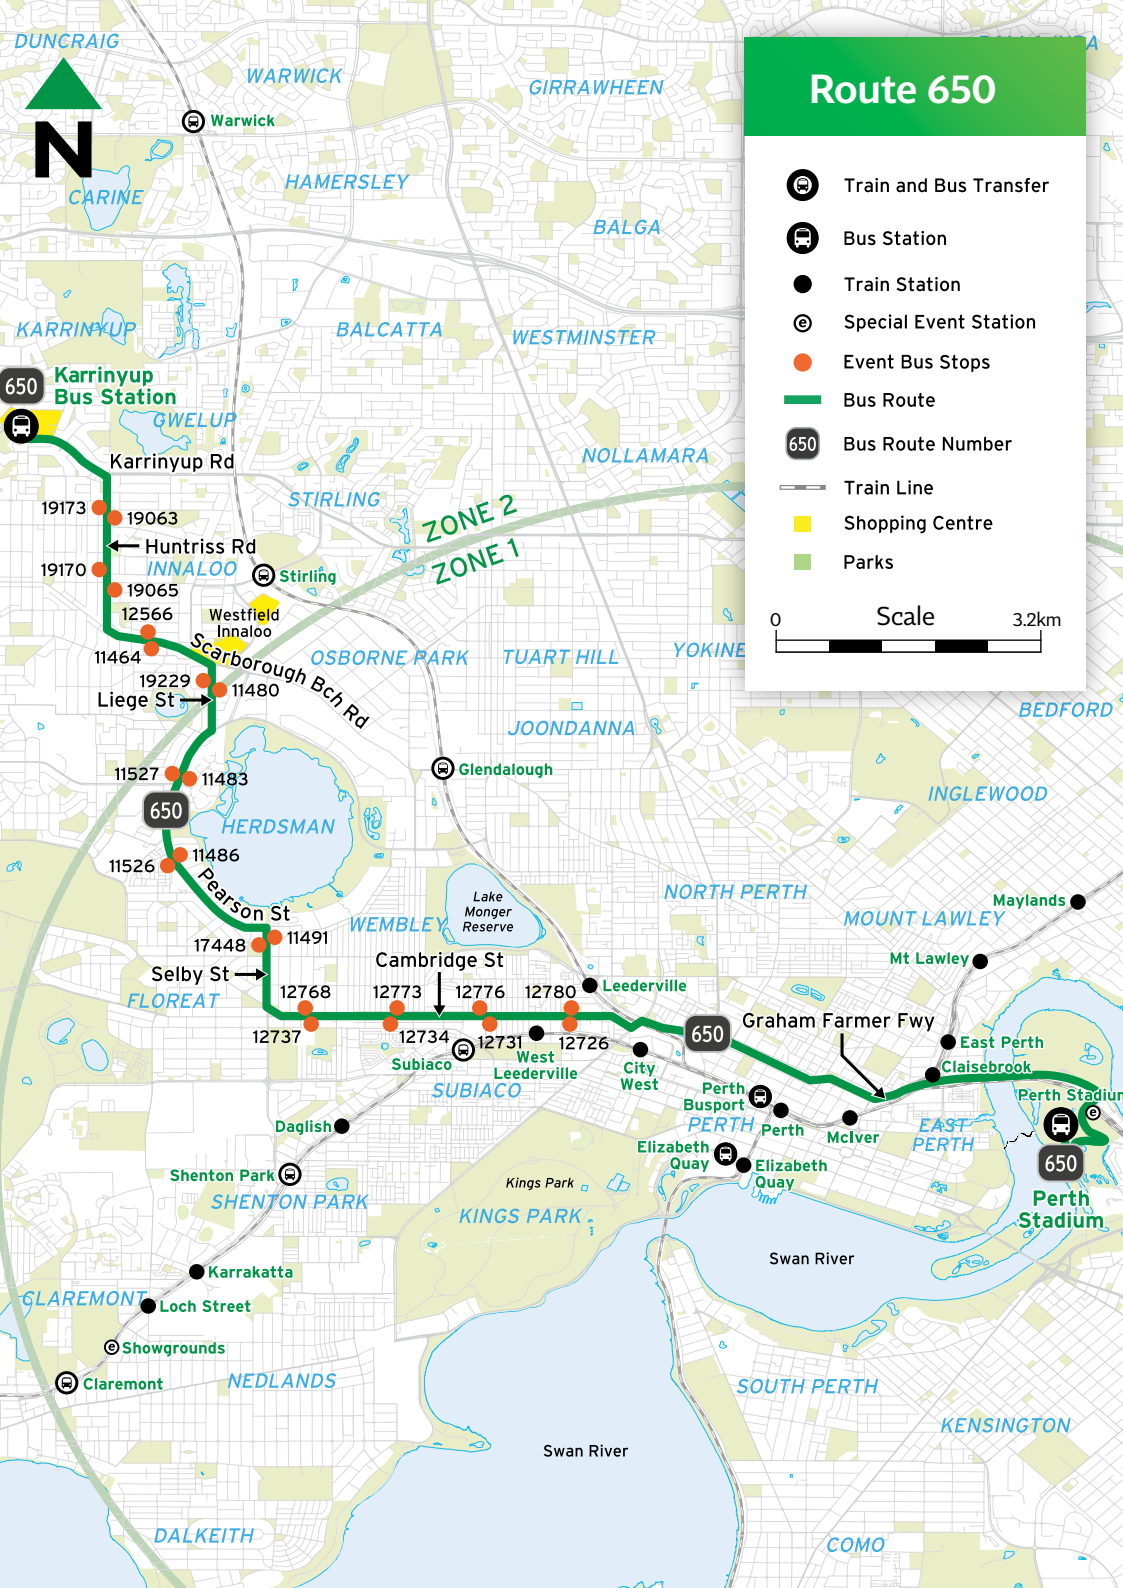 DUNCRAIG
N
WARWICK
GIRRAWHEEN
Route 650
Warwick
CARINE
HAMERSLEY
BALGA
Train and Bus Transfer
Bus Station
Train Station
e Special Event Station
Event Bus Stops
Bus Route
650 Bus Route Number
Train Line
Shopping Centre
Parks
0 Scale 3.2km
KARRINYUP
BALCATTA
WESTMINSTER
650
Karrinyup
Bus Station
GWELUP
Karrinyup Rd
NOLLAMARA
STIRLING
ZONE 2
ZONE 1
19173
19063
Huntriss Rd
INNALOO
19170
Stirling
19065
12566
Westfield
Innaloo
11464
Scarborough Bch Rd
OSBORNE PARK
TUART HILL
YOKINE
19229
11480
Liege St
BEDFORD
JOONDANNA
11527
11483
Glendalough
INGLEWOOD
650
HERDSMAN
11486
11526
Pearson St
NORTH PERTH
Lake
Monger
Reserve
WEMBLEY
MOUNT LAWLEY
Maylands
17448
11491
Mt Lawley
Selby St
Cambridge St
FLOREAT
12768
12773
12776
12780
Leederville
12737
12734
12731
12726
650
Graham Farmer Fwy
East Perth
Subiaco
West
Leederville
City
West
Claisebrook
SUBIACO
Perth
Busport
Perth Stadium
e
PERTH
Perth
McIver
EAST
PERTH
Daglish
Elizabeth
Quay
Elizabeth
Quay
650
Perth
Stadium
Shenton Park
SHENTON PARK
Kings Park
KINGS PARK
Swan River
Karrakatta
CLAREMONT
Loch Street
e Showgrounds
Claremont
NEDLANDS
SOUTH PERTH
KENSINGTON
Swan River
DALKEITH
COMO